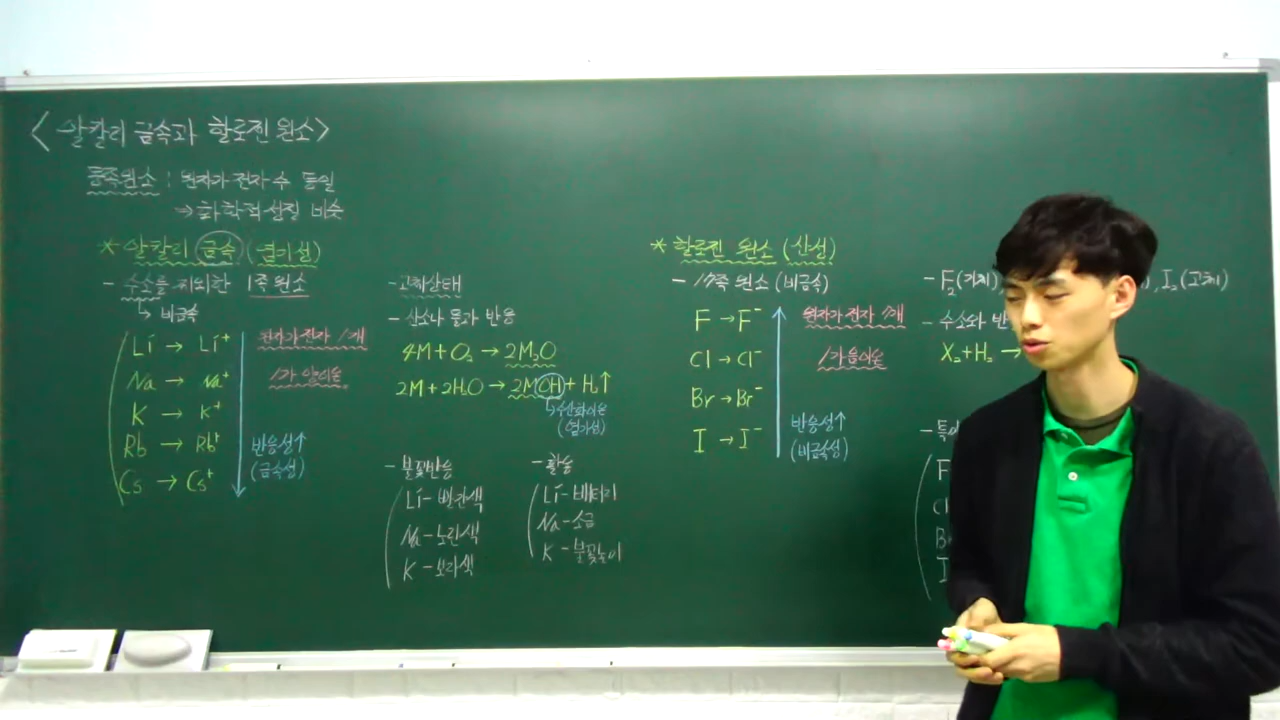 <알칼리 금속과 할로젠 원소>
동족원소 : 원자가 전자 수 동일
⇒ 화학적 성질 비슷
* 알칼리 금속 (염기성)
- 수소를 제외한 1족 원소
↳ 비금속
Li → Li⁺
Na → Na⁺
K → K⁺
Rb → Rb⁺
Cs → Cs⁺
원자가 전자 1개
1가 양이온
반응성↑
(금속성)
- 고체상태
- 산소나 물과 반응
4M + O₂ → 2M₂O
2M + 2H₂O → 2MOH + H₂↑
↳ 수산화이온
(염기성)
- 불꽃반응
Li - 빨간색
Na - 노란색
K - 보라색
- 활용
Li - 배터리
Na - 소금
K - 불꽃놀이
* 할로젠 원소 (산성)
- 17족 원소 (비금속)
F → F⁻
Cl → Cl⁻
Br → Br⁻
I → I⁻
원자가 전자 7개
1가 음이온
반응성↑
(비금속성)
- F₂(기체) , I₂(고체)
- 수소와 반
X₂ + H₂ →
- 특
F
Cl
B
I